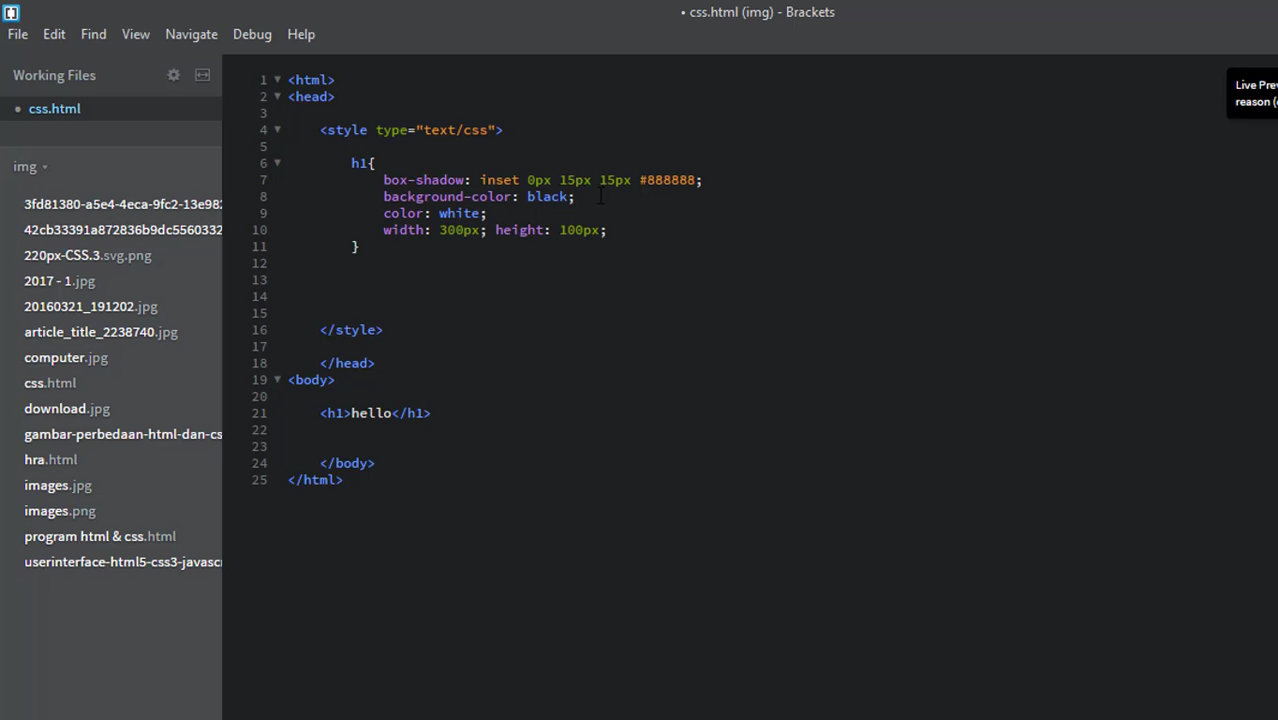 • css.html (img) - Brackets
File Edit Find View Navigate Debug Help
Working Files
• css.html
img
3fd81380-a5e4-4eca-9fc2-13e982
42cb33391a872836b9dc5560332
220px-CSS.3.svg.png
2017 - 1.jpg
20160321_191202.jpg
article_title_2238740.jpg
computer.jpg
css.html
download.jpg
gambar-perbedaan-html-dan-cs
hra.html
images.jpg
images.png
program html & css.html
userinterface-html5-css3-javascr
1 <html>
2 <head>
3
4 <style type="text/css">
5
6 h1{
7 box-shadow: inset 0px 15px 15px #888888;
8 background-color: black;
9 color: white;
10 width: 300px; height: 100px;
11 }
12
13
14
15
16 </style>
17
18 </head>
19 <body>
20
21 <h1>hello</h1>
22
23
24 </body>
25 </html>
Live Prev
reason (